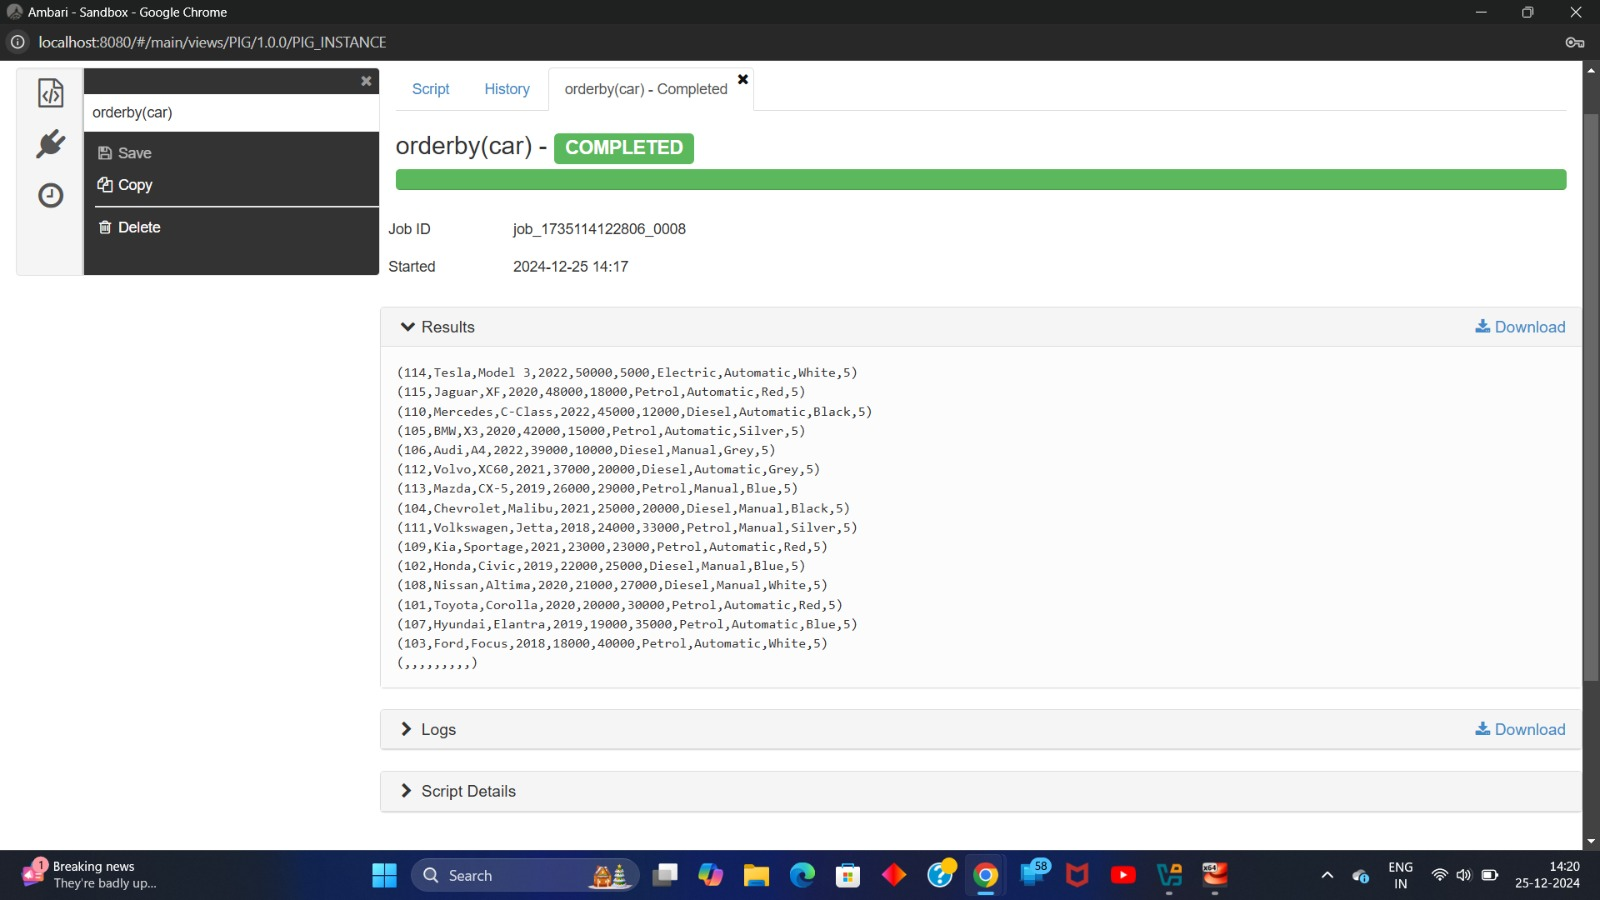 Ambari - Sandbox - Google Chrome
localhost:8080/#/main/views/PIG/1.0.0/PIG_INSTANCE
orderby(car)
Save
Copy
Delete
Script History orderby(car) - Completed
orderby(car) - COMPLETED
Job ID job_1735114122806_0008
Started 2024-12-25 14:17
Results Download
(114,Tesla,Model 3,2022,50000,5000,Electric,Automatic,White,5)
(115,Jaguar,XF,2020,48000,18000,Petrol,Automatic,Red,5)
(110,Mercedes,C-Class,2022,45000,12000,Diesel,Automatic,Black,5)
(105,BMW,X3,2020,42000,15000,Petrol,Automatic,Silver,5)
(106,Audi,A4,2022,39000,10000,Diesel,Manual,Grey,5)
(112,Volvo,XC60,2021,37000,20000,Diesel,Automatic,Grey,5)
(113,Mazda,CX-5,2019,26000,29000,Petrol,Manual,Blue,5)
(104,Chevrolet,Malibu,2021,25000,20000,Diesel,Manual,Black,5)
(111,Volkswagen,Jetta,2018,24000,33000,Petrol,Manual,Silver,5)
(109,Kia,Sportage,2021,23000,23000,Petrol,Automatic,Red,5)
(102,Honda,Civic,2019,22000,25000,Diesel,Manual,Blue,5)
(108,Nissan,Altima,2020,21000,27000,Diesel,Manual,White,5)
(101,Toyota,Corolla,2020,20000,30000,Petrol,Automatic,Red,5)
(107,Hyundai,Elantra,2019,19000,35000,Petrol,Automatic,Blue,5)
(103,Ford,Focus,2018,18000,40000,Petrol,Automatic,White,5)
(,,,,,,,,,)
Logs Download
Script Details
1 Breaking news
They're badly up...
Search
58
x64
ENG
IN
14:20
25-12-2024